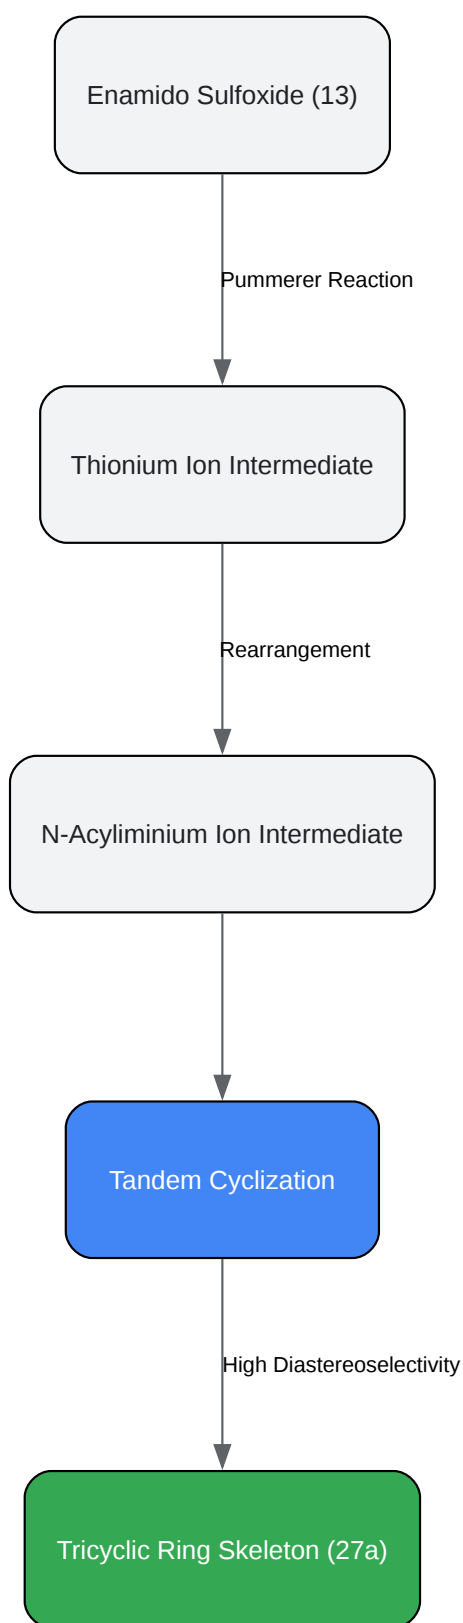 Enamido Sulfoxide (13)
Pummerer Reaction
Thionium Ion Intermediate
Rearrangement
N-Acyliminium Ion Intermediate
Tandem Cyclization
High Diastereoselectivity
Tricyclic Ring Skeleton (27a)